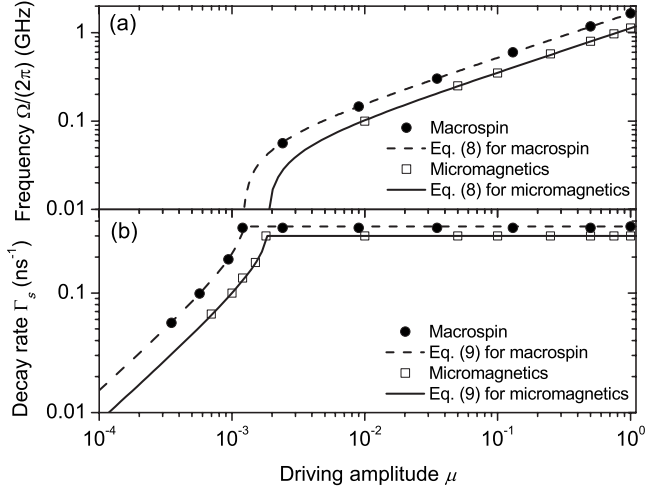 (a)
Frequency Ω/(2π) (GHz)
1
0.1
0.01
Macrospin
Eq. (8) for macrospin
Micromagnetics
Eq. (8) for micromagnetics
(b)
Decay rate Γs (ns⁻¹)
0.1
0.01
Macrospin
Eq. (9) for macrospin
Micromagnetics
Eq. (9) for micromagnetics
10⁻⁴ 10⁻³ 10⁻² 10⁻¹ 10⁰
Driving amplitude μ